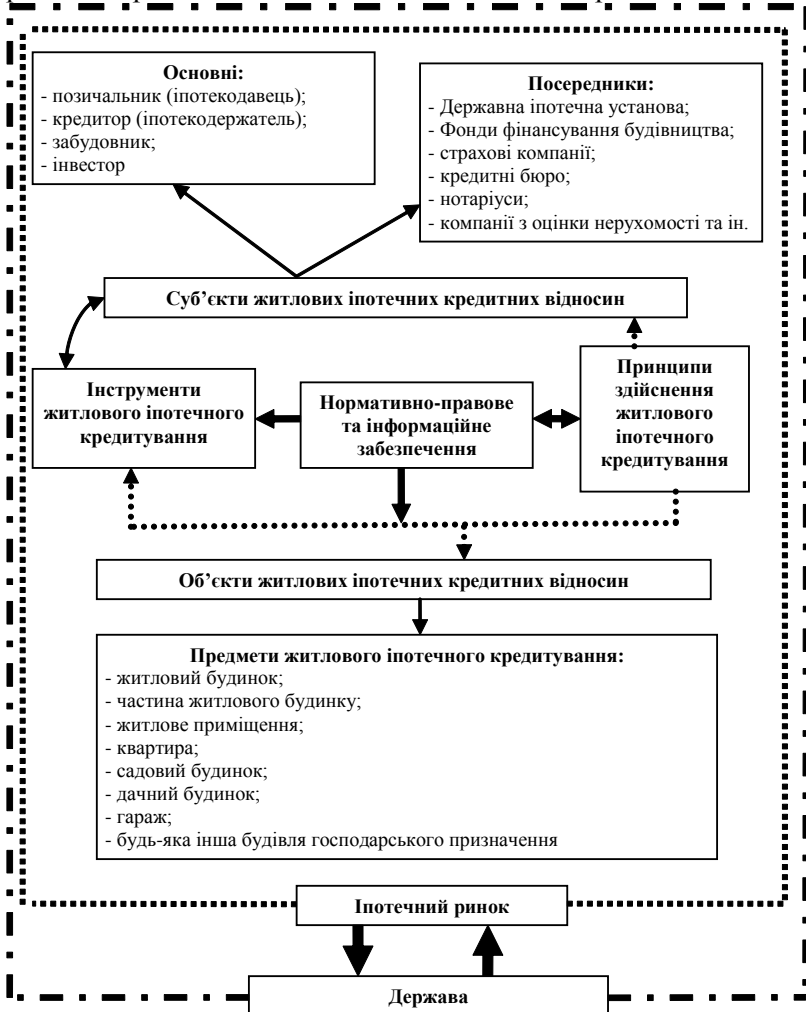 Основні:
- позичальник (іпотекодавець);
- кредитор (іпотекодержатель);
- забудовник;
- інвестор
Посередники:
- Державна іпотечна установа;
- Фонди фінансування будівництва;
- страхові компанії;
- кредитні бюро;
- нотаріуси;
- компанії з оцінки нерухомості та ін.
Суб’єкти житлових іпотечних кредитних відносин
Інструменти
житлового іпотечного
кредитування
Нормативно-правове
та інформаційне
забезпечення
Принципи
здійснення
житлового
іпотечного
кредитування
Об’єкти житлових іпотечних кредитних відносин
Предмети житлового іпотечного кредитування:
- житловий будинок;
- частина житлового будинку;
- житлове приміщення;
- квартира;
- садовий будинок;
- дачний будинок;
- гараж;
- будь-яка інша будівля господарського призначення
Іпотечний ринок
Держава